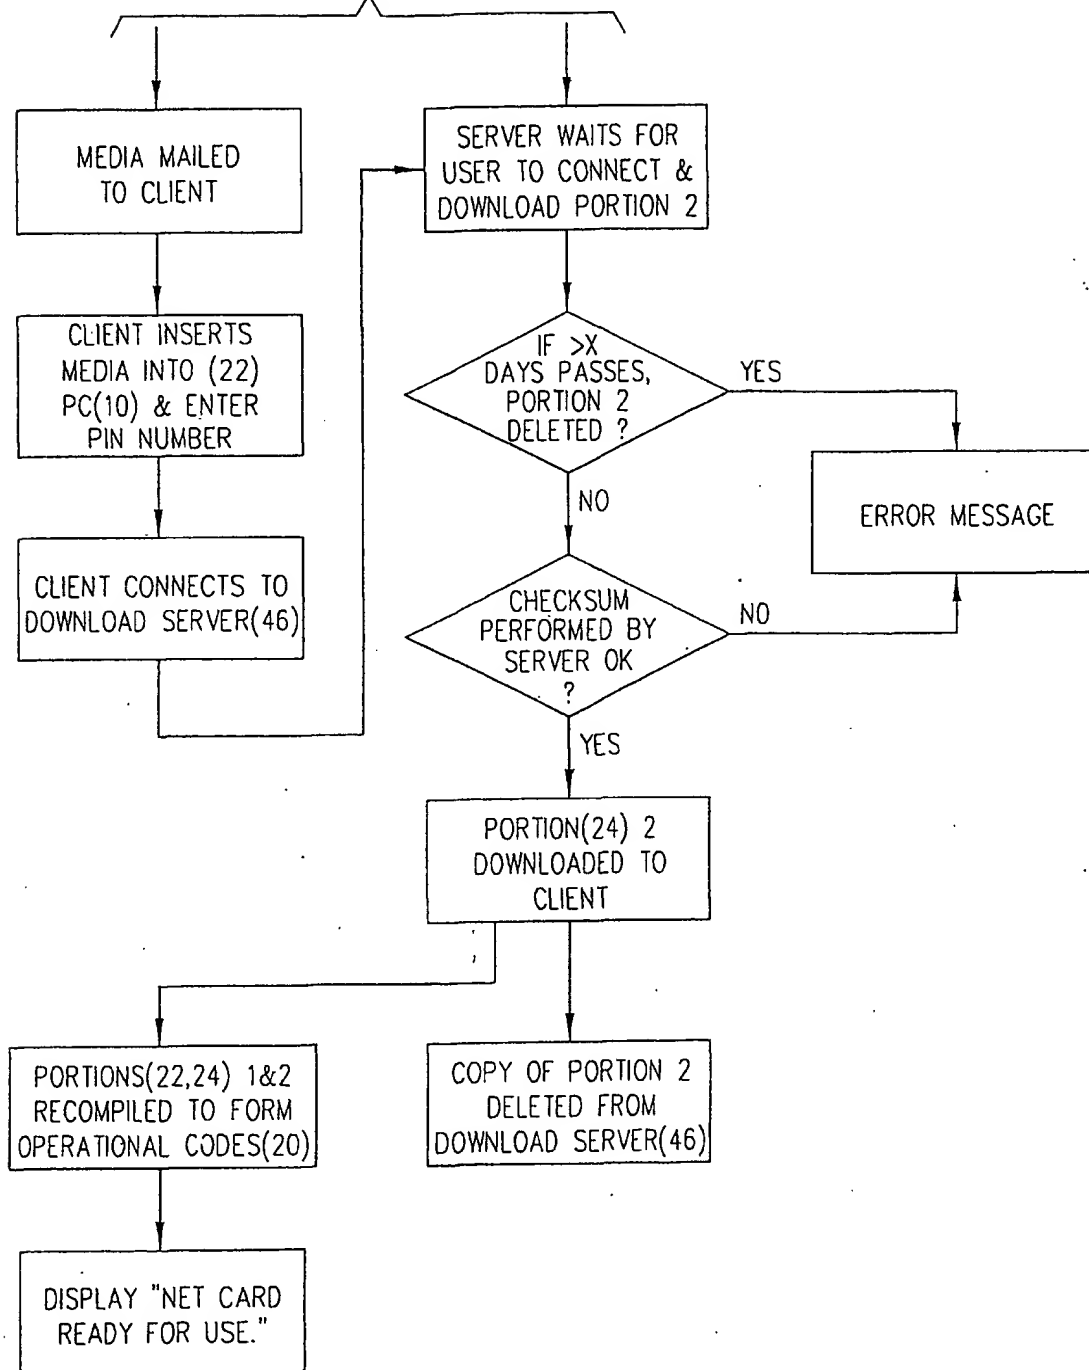 MEDIA MAILED
TO CLIENT
CLIENT INSERTS
MEDIA INTO (22)
PC(10) & ENTER
PIN NUMBER
CLIENT CONNECTS TO
DOWNLOAD SERVER(46)
SERVER WAITS FOR
USER TO CONNECT &
DOWNLOAD PORTION 2
IF >X
DAYS PASSES,
PORTION 2
DELETED ?
YES
NO
ERROR MESSAGE
CHECKSUM
PERFORMED BY
SERVER OK
?
NO
YES
PORTION(24) 2
DOWNLOADED TO
CLIENT
PORTIONS(22,24) 1&2
RECOMPILED TO FORM
OPERATIONAL CODES(20)
COPY OF PORTION 2
DELETED FROM
DOWNLOAD SERVER(46)
DISPLAY "NET CARD
READY FOR USE."